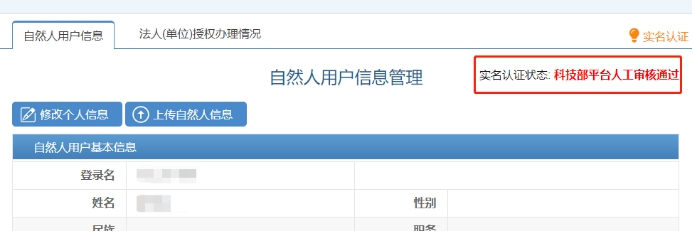 自然人用户信息 法人(单位)授权办理情况 实名认证
自然人用户信息管理 实名认证状态: 科技部平台人工审核通过
修改个人信息 上传自然人信息
自然人用户基本信息
登录名
姓名 性别
民族 职务